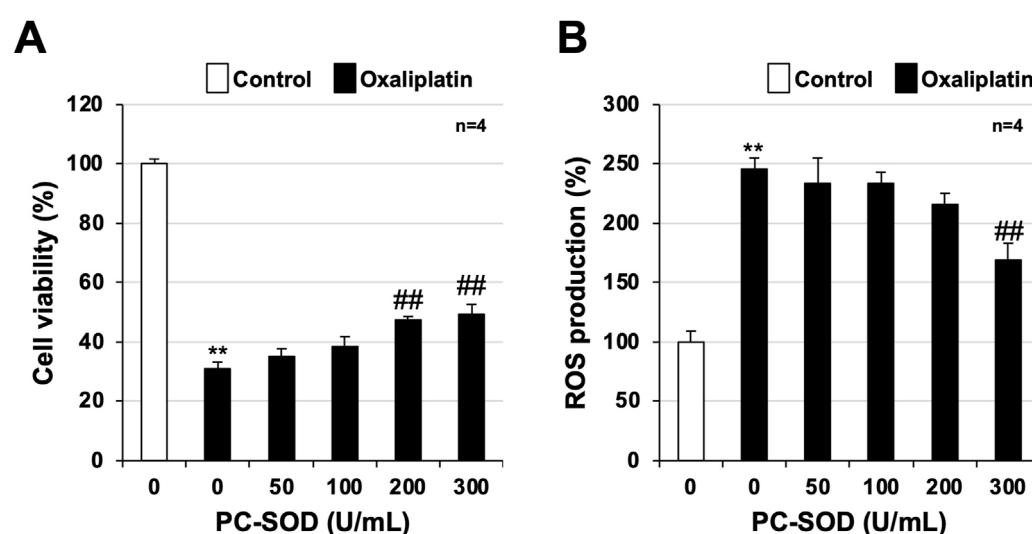 A
Control Oxaliplatin
n=4
Cell viability (%)
120
100
80
60
40
20
0
**
##
##
0 0 50 100 200 300
PC-SOD (U/mL)
B
Control Oxaliplatin
n=4
ROS production (%)
300
250
200
150
100
50
0
**
##
0 0 50 100 200 300
PC-SOD (U/mL)